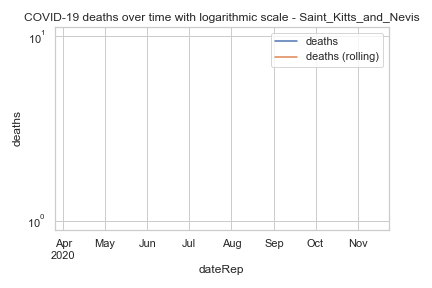 COVID-19 deaths over time with logarithmic scale - Saint_Kitts_and_Nevis
10¹
deaths
deaths (rolling)
deaths
10⁰
Apr May Jun Jul Aug Sep Oct Nov
2020
dateRep